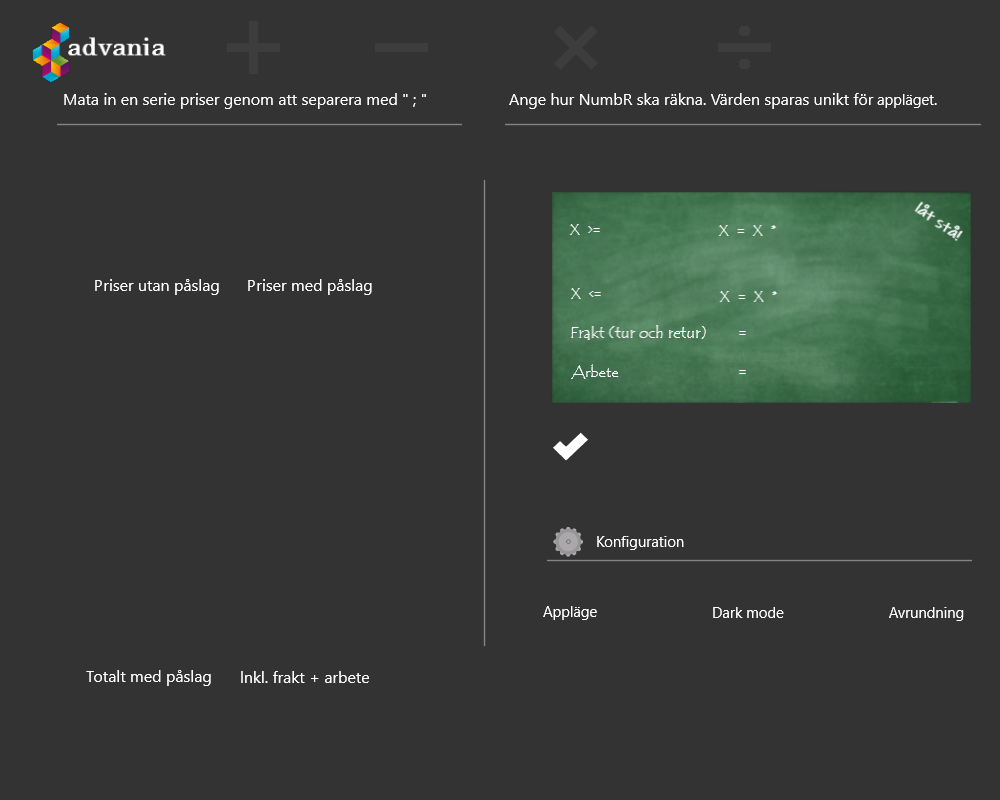 advania
Mata in en serie priser genom att separera med " ; "
Ange hur NumbR ska räkna. Värden sparas unikt för appläget.
låt stå!
X >=
X = X *
Priser utan påslag
Priser med påslag
X <=
X = X *
Frakt (tur och retur) =
Arbete =
Konfiguration
Appläge
Dark mode
Avrundning
Totalt med påslag
Inkl. frakt + arbete